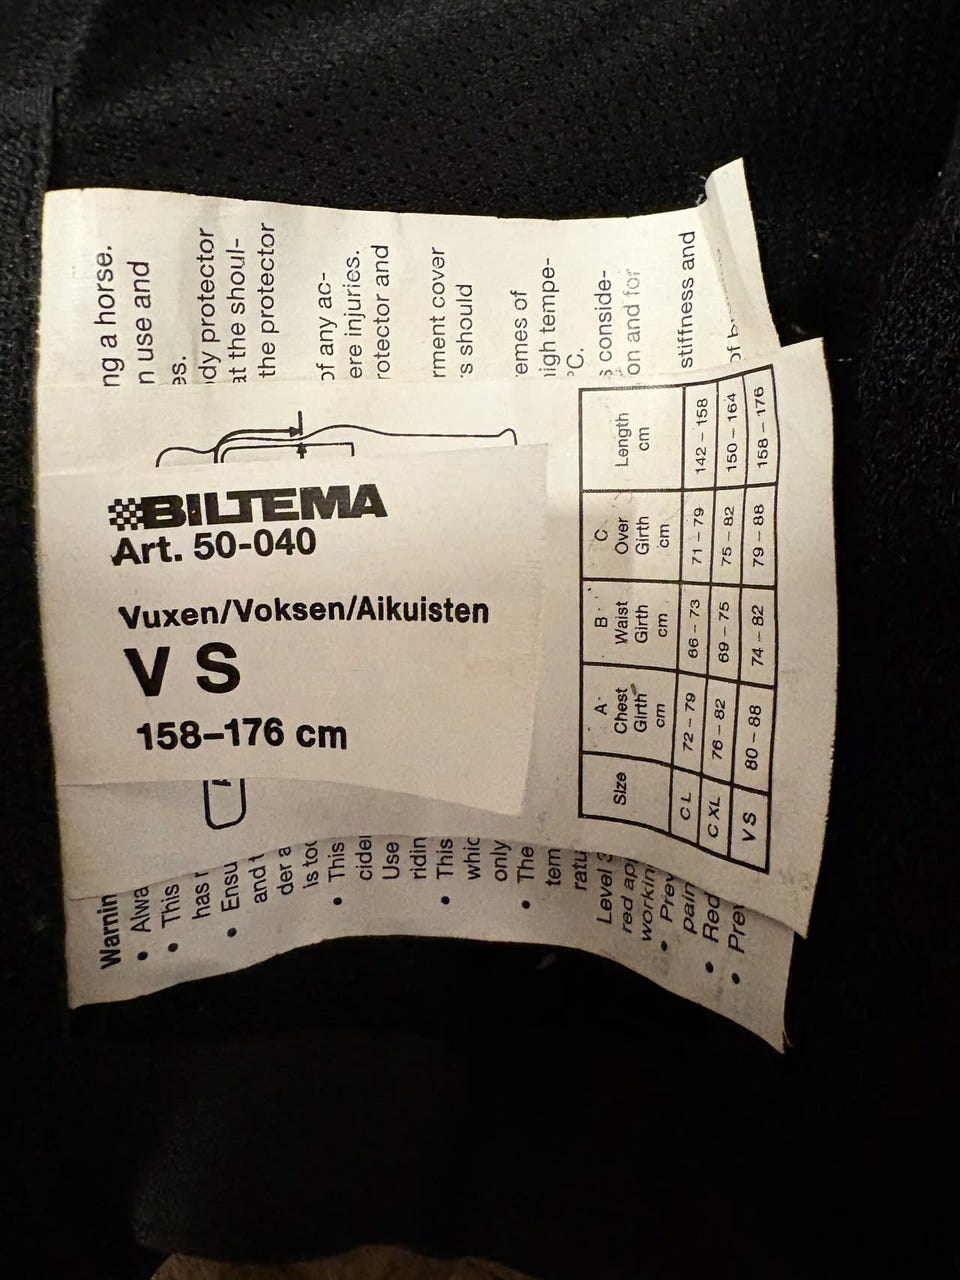 BILTEMA
Art. 50-040
Vuxen/Voksen/Aikuisten
V S
158–176 cm
Size A Chest Girth cm B Waist Girth cm C Over Girth cm Length cm
C L 72 – 79 66 – 73 71 – 79 142 – 158
C XL 76 – 82 69 – 75 75 – 82 150 – 164
V S 80 – 88 74 – 82 79 – 88 158 – 176
ng a horse.
n use and
es.
ody protector
at the shoul-
the protector
of any ac-
ere injuries.
rotector and
rment cover
's should
emes of
igh tempe-
°C.
s conside-
on and for
stiffness and
Warnin
• Alwa
• This
has r
• Ensu
and t
der a
is too
• This
cider
Use
ridin
• This
whic
only
• The
tem
ratu
Level 3
red ap
workin
• Prev
pain
• Red
• Prev